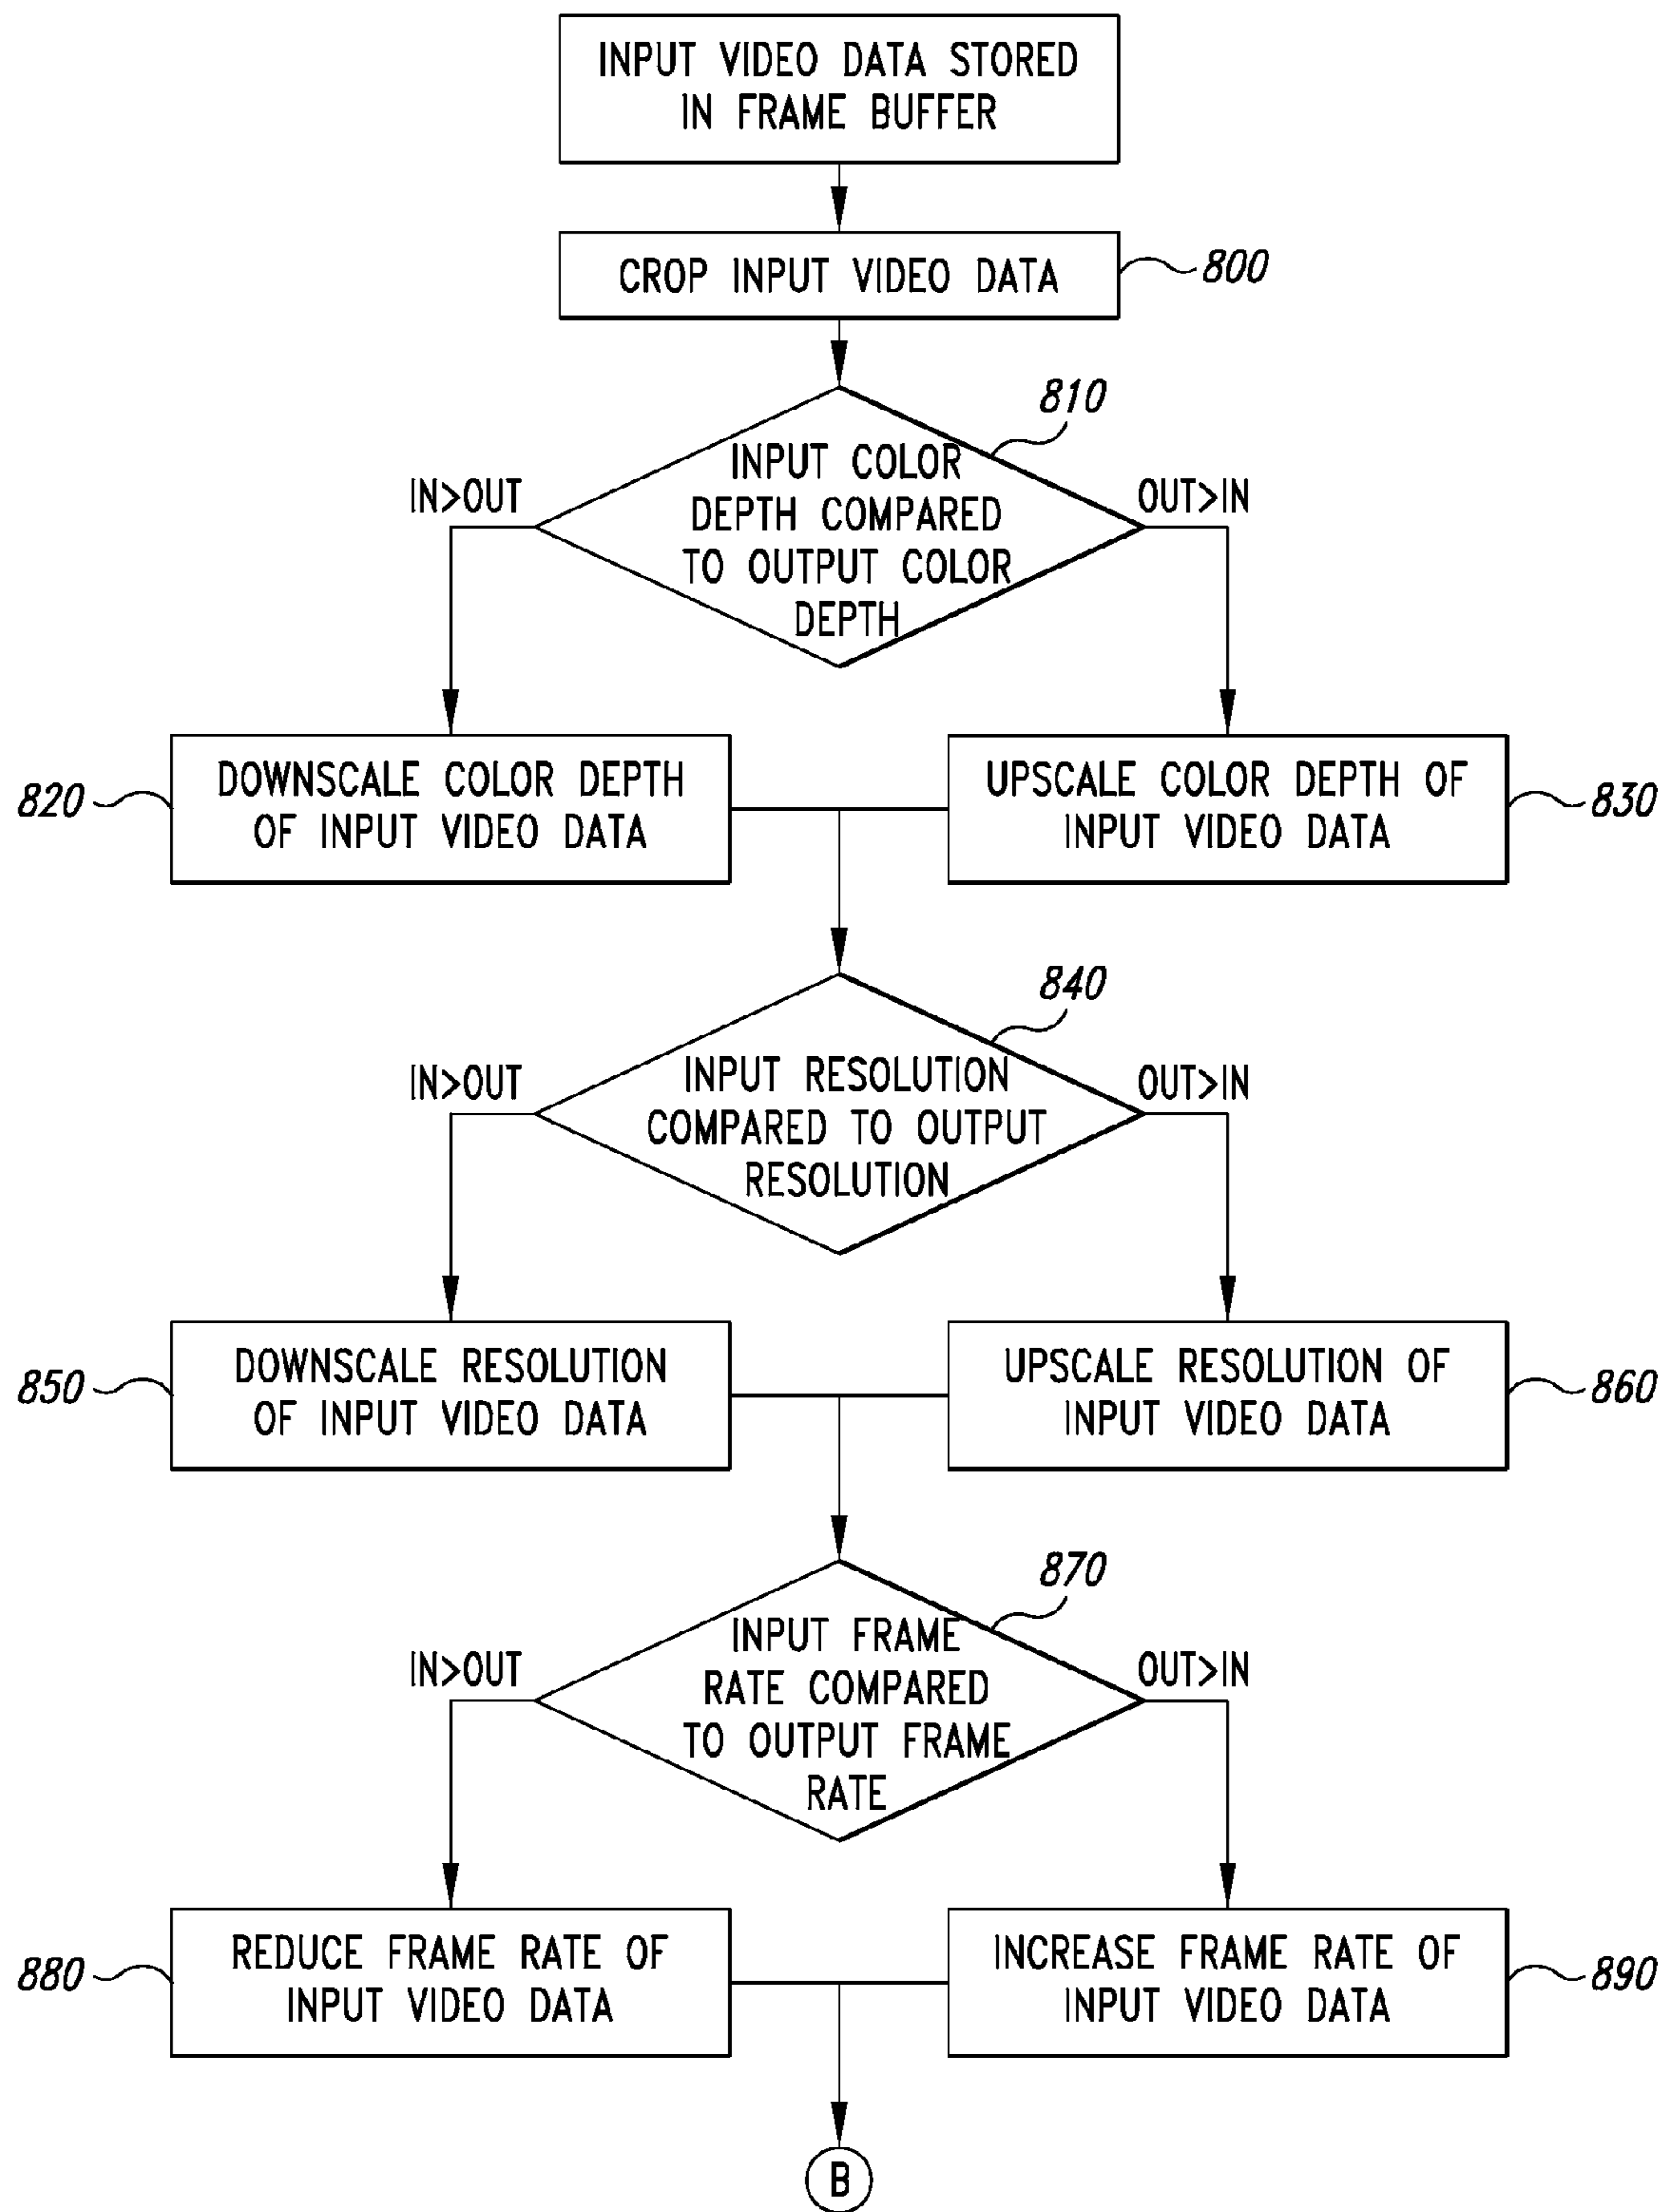 INPUT VIDEO DATA STORED
IN FRAME BUFFER
CROP INPUT VIDEO DATA
800
810
INPUT COLOR
DEPTH COMPARED
TO OUTPUT COLOR
DEPTH
IN>OUT
OUT>IN
820
DOWNSCALE COLOR DEPTH
OF INPUT VIDEO DATA
UPSCALE COLOR DEPTH OF
INPUT VIDEO DATA
830
840
INPUT RESOLUTION
COMPARED TO OUTPUT
RESOLUTION
IN>OUT
OUT>IN
850
DOWNSCALE RESOLUTION
OF INPUT VIDEO DATA
UPSCALE RESOLUTION OF
INPUT VIDEO DATA
860
870
INPUT FRAME
RATE COMPARED
TO OUTPUT FRAME
RATE
IN>OUT
OUT>IN
880
REDUCE FRAME RATE OF
INPUT VIDEO DATA
INCREASE FRAME RATE OF
INPUT VIDEO DATA
890
B